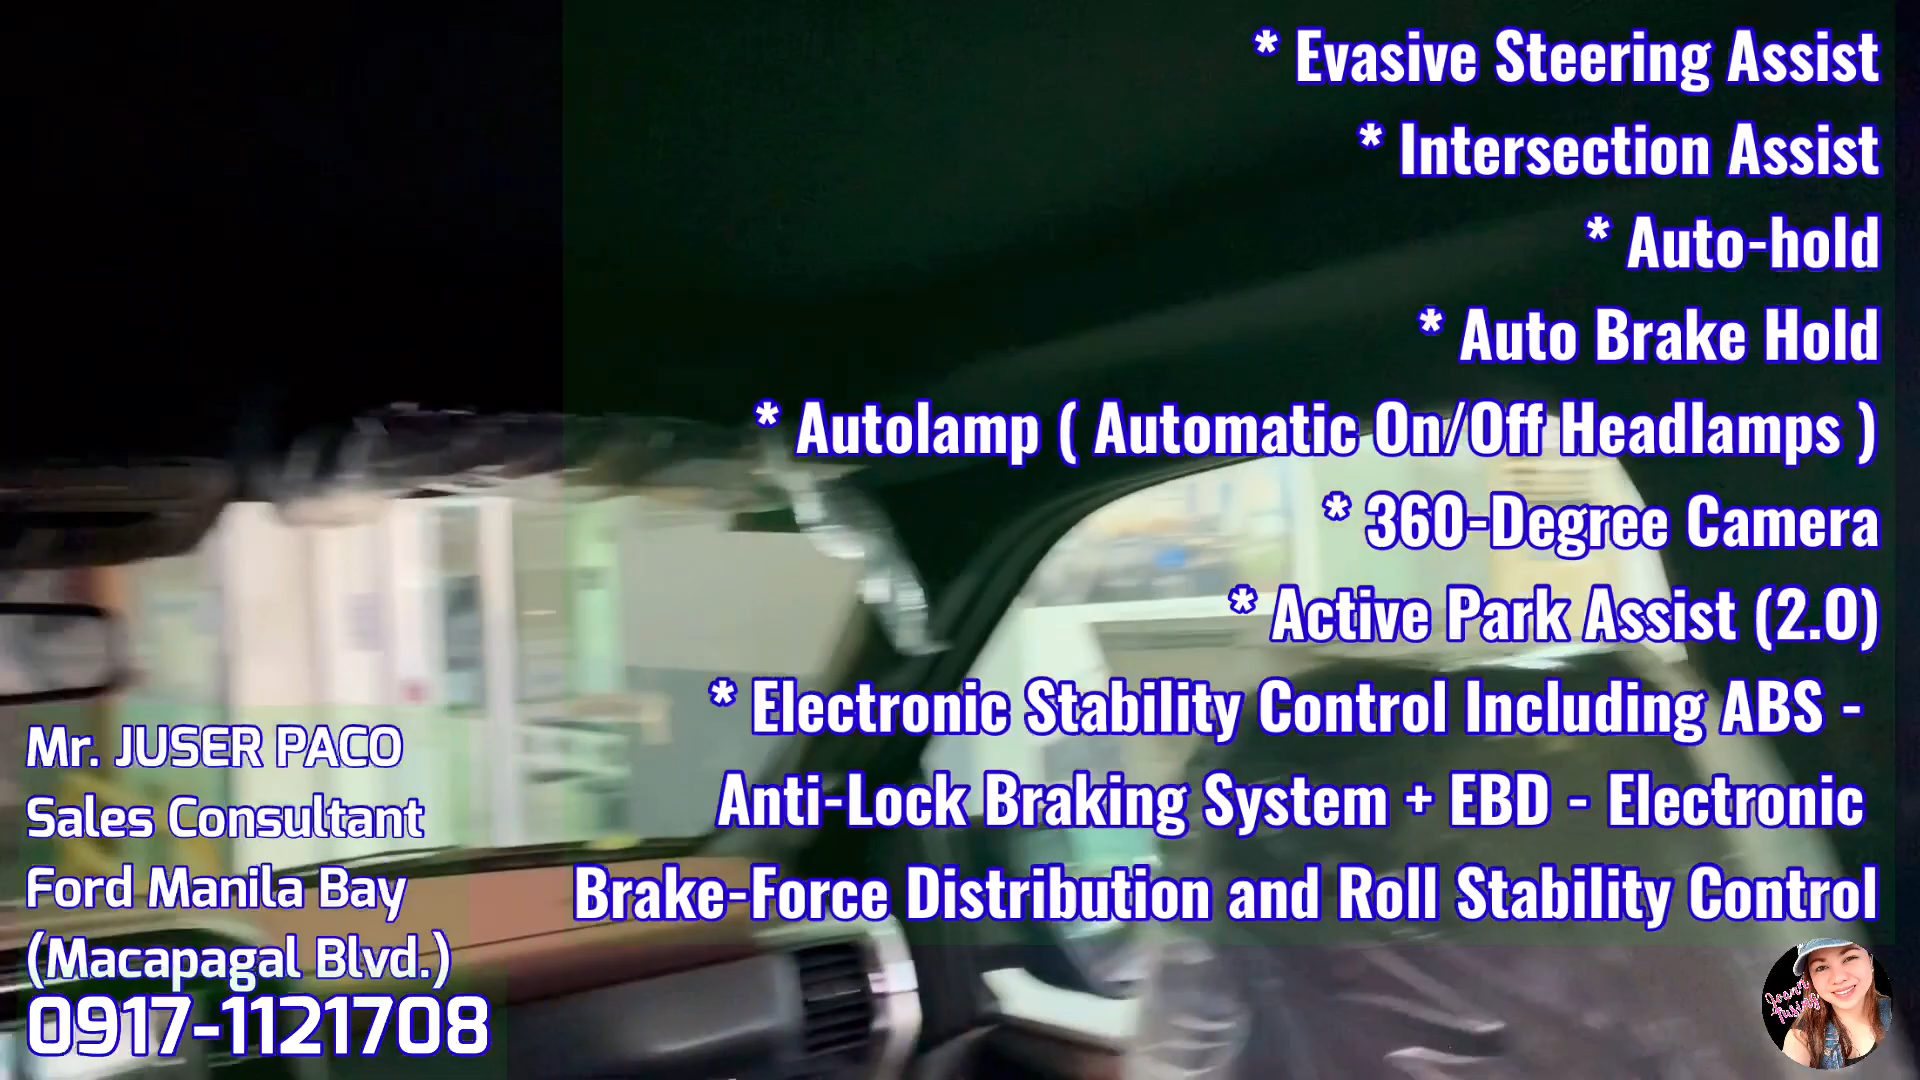 * Evasive Steering Assist
* Intersection Assist
* Auto-hold
* Auto Brake Hold
* Autolamp ( Automatic On/Off Headlamps )
* 360-Degree Camera
* Active Park Assist (2.0)
* Electronic Stability Control Including ABS -
Anti-Lock Braking System + EBD - Electronic
Brake-Force Distribution and Roll Stability Control
Mr. JUSER PACO
Sales Consultant
Ford Manila Bay
(Macapagal Blvd.)
0917-1121708